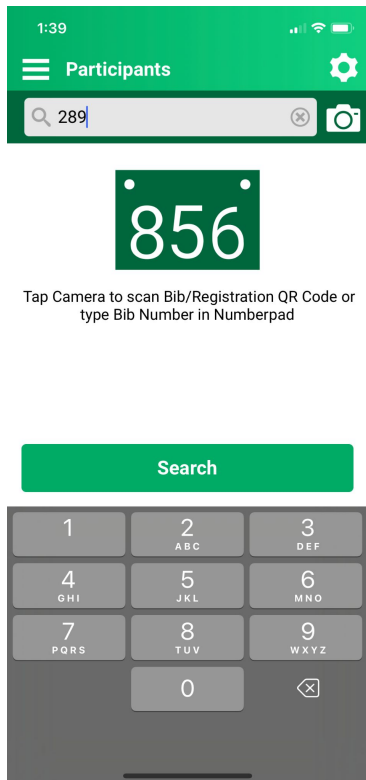 1:39
Participants
289
856
Tap Camera to scan Bib/Registration QR Code or
type Bib Number in Numberpad
Search
1 2 3
ABC DEF
4 5 6
GHI JKL MNO
7 8 9
PQRS TUV WXYZ
0